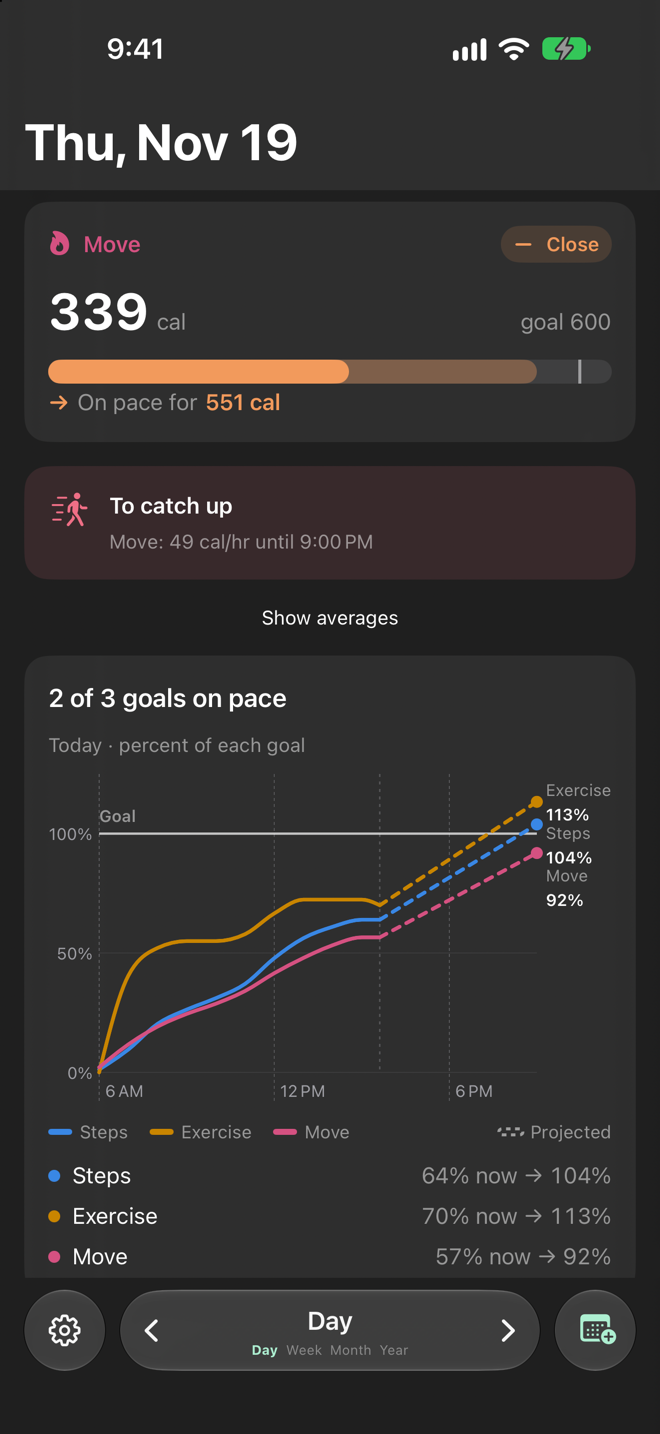 9:41
Thu, Nov 19
Move
– Close
339 cal
goal 600
→ On pace for 551 cal
To catch up
Move: 49 cal/hr until 9:00 PM
Show averages
2 of 3 goals on pace
Today · percent of each goal
Goal
100%
50%
0%
6 AM
12 PM
6 PM
Exercise
113%
Steps
104%
Move
92%
Steps
Exercise
Move
Projected
Steps 64% now → 104%
Exercise 70% now → 113%
Move 57% now → 92%
Day
Day Week Month Year